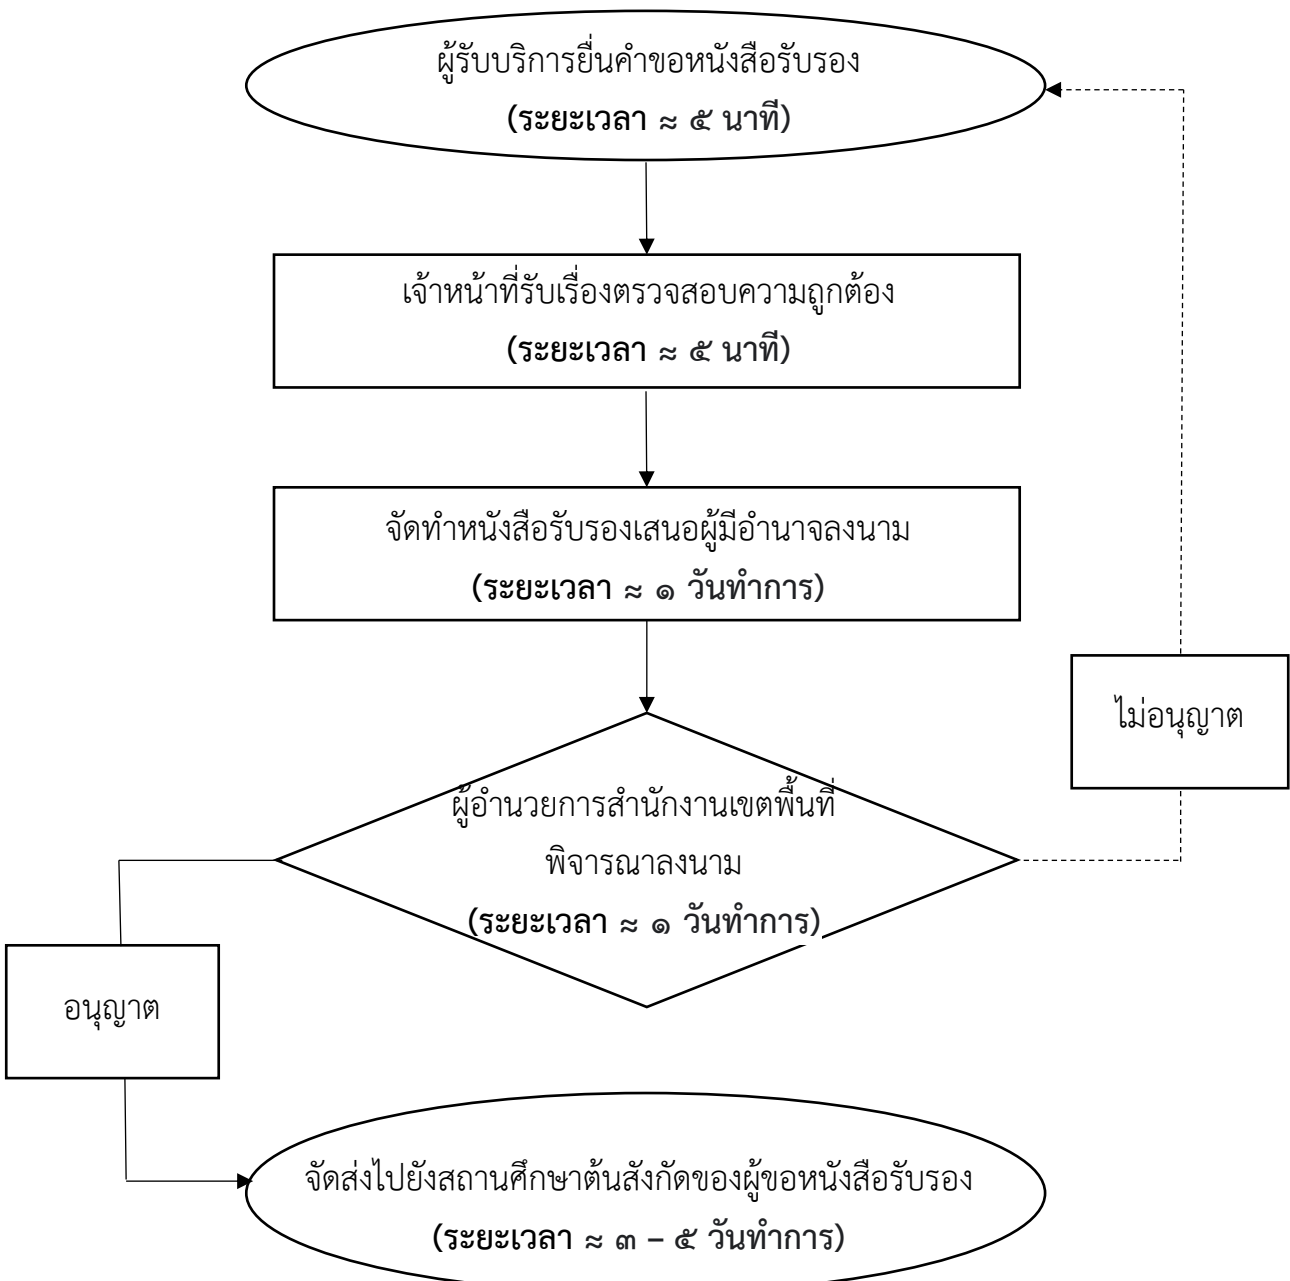 ผู้รับบริการยื่นคำขอหนังสือรับรอง
(ระยะเวลา ≈ ๕ นาที)
เจ้าหน้าที่รับเรื่องตรวจสอบความถูกต้อง
(ระยะเวลา ≈ ๕ นาที)
จัดทำหนังสือรับรองเสนอผู้มีอำนาจลงนาม
(ระยะเวลา ≈ ๑ วันทำการ)
ไม่อนุญาต
ผู้อำนวยการสำนักงานเขตพื้นที่
พิจารณาลงนาม
(ระยะเวลา ≈ ๑ วันทำการ)
อนุญาต
จัดส่งไปยังสถานศึกษาต้นสังกัดของผู้ขอหนังสือรับรอง
(ระยะเวลา ≈ ๓ – ๕ วันทำการ)